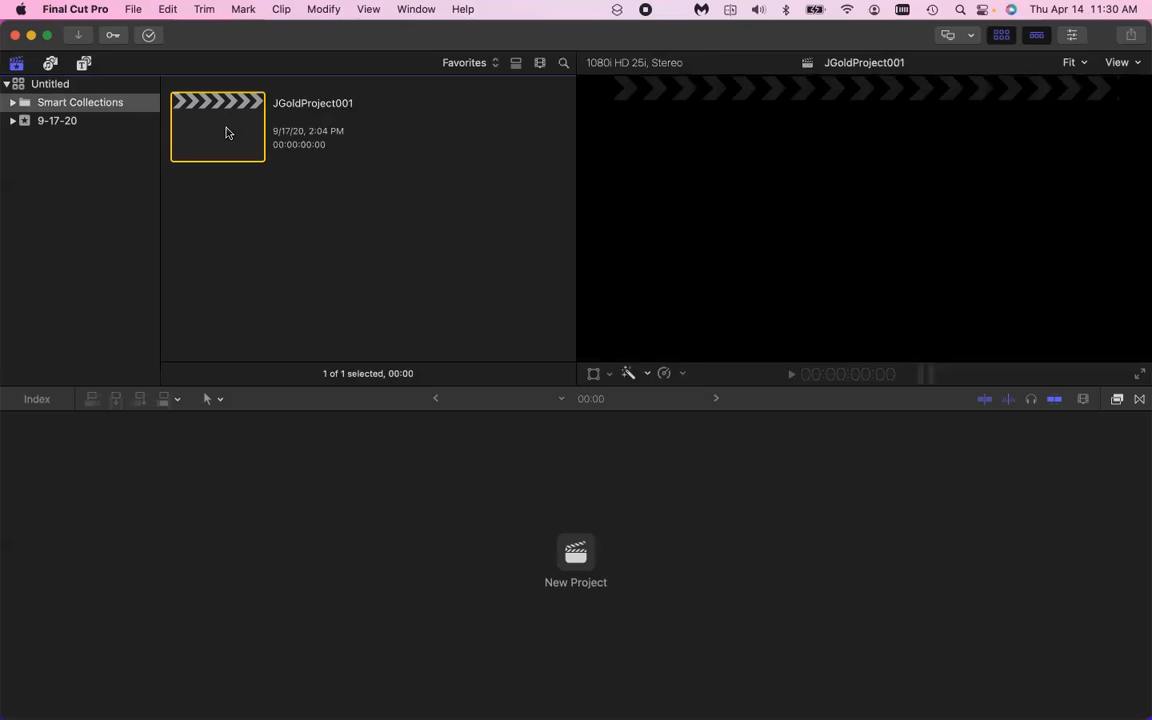 Final Cut Pro File Edit Trim Mark Clip Modify View Window Help Thu Apr 14 11:30 AM
Favorites 1080i HD 25i, Stereo JGoldProject001 Fit View
Untitled
Smart Collections
9-17-20
JGoldProject001
9/17/20, 2:04 PM
00:00:00:00
1 of 1 selected, 00:00
00:00:00:00
Index 00:00
New Project